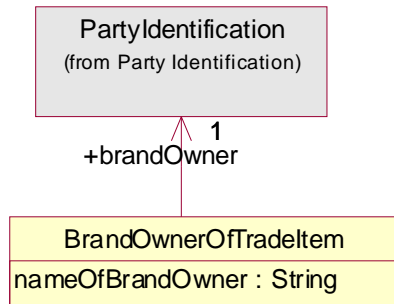 PartyIdentification
(from Party Identification)
1
+brandOwner
BrandOwnerOfTradeItem
nameOfBrandOwner : String